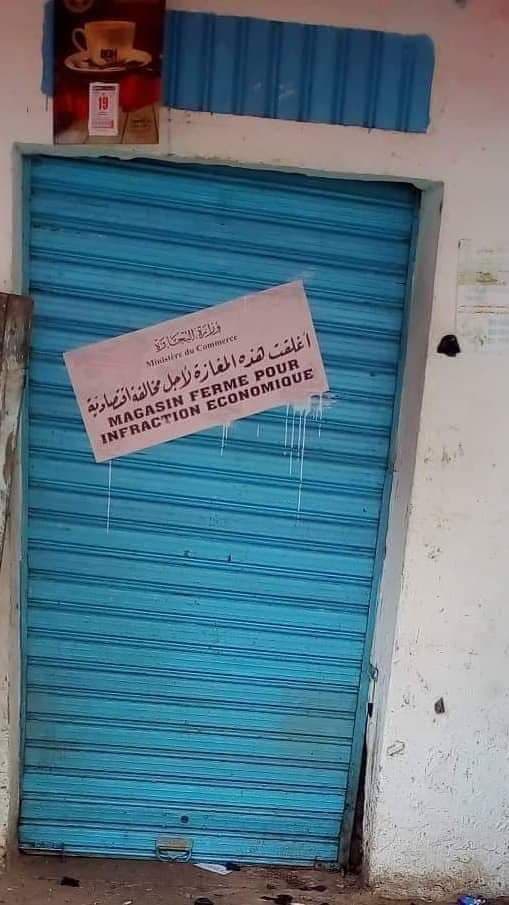 19
وزارة التجارة
Ministère du Commerce
أغلقت هذه المغازة لأجل مخالفة اقتصادية
MAGASIN FERME POUR
INFRACTION ECONOMIQUE